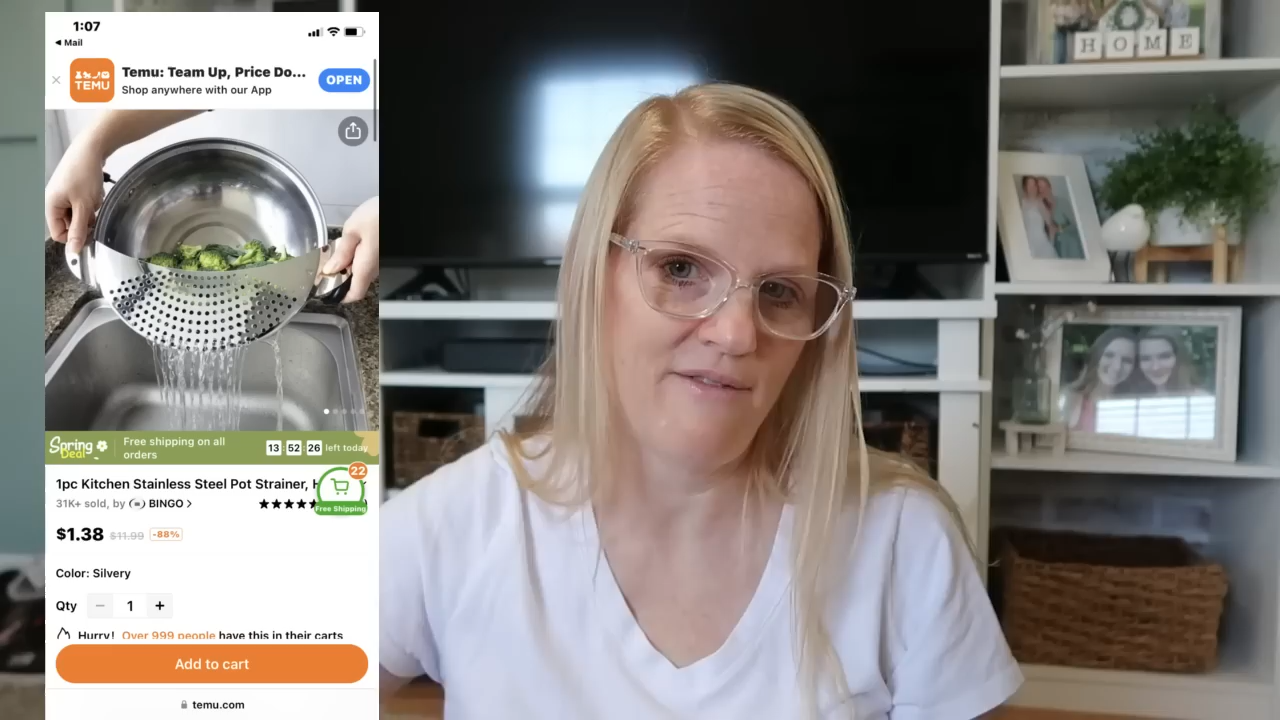 1:07
Mail
TEMU
Temu: Team Up, Price Do...
Shop anywhere with our App
OPEN
Spring Deal
Free shipping on all orders
13 52 26 left today
22
Free Shipping
1pc Kitchen Stainless Steel Pot Strainer,
31K+ sold, by BINGO >
$1.38 $11.99 -88%
Color: Silvery
Qty − 1 +
Hurry! Over 999 people have this in their carts
Add to cart
temu.com
HOME